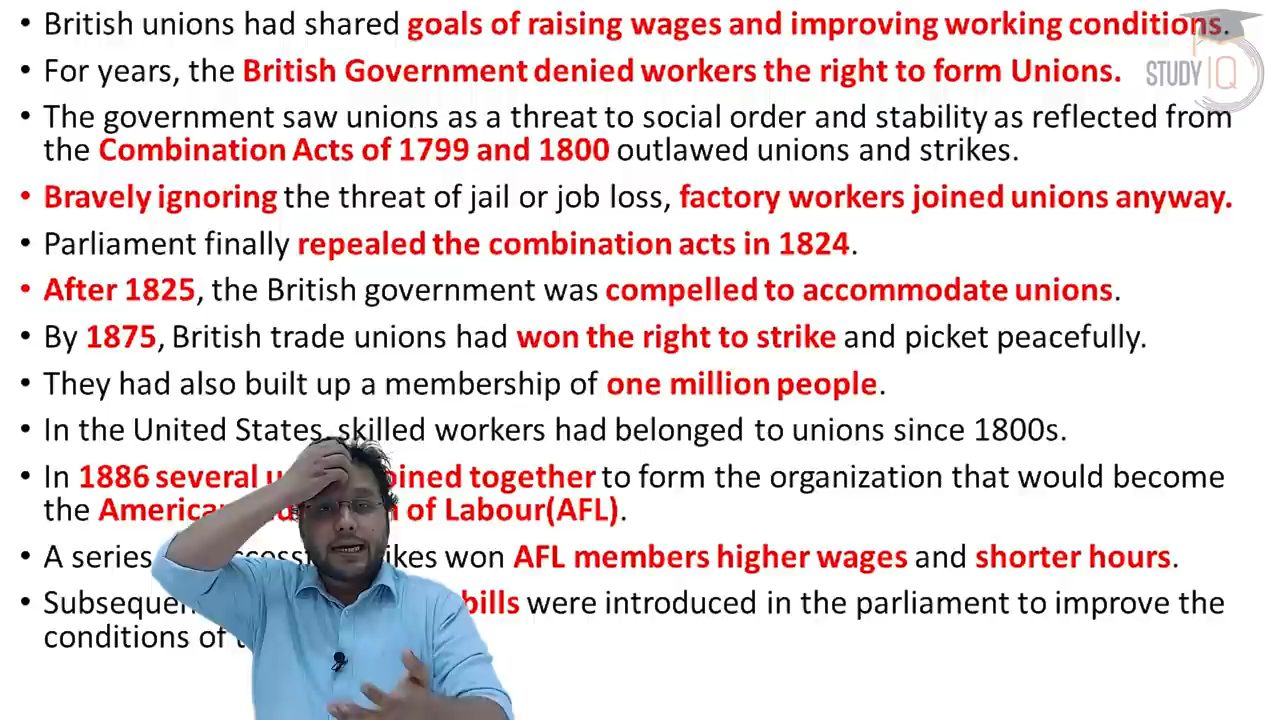 • British unions had shared goals of raising wages and improving working conditions.
• For years, the British Government denied workers the right to form Unions.
• The government saw unions as a threat to social order and stability as reflected from
the Combination Acts of 1799 and 1800 outlawed unions and strikes.
• Bravely ignoring the threat of jail or job loss, factory workers joined unions anyway.
• Parliament finally repealed the combination acts in 1824.
• After 1825, the British government was compelled to accommodate unions.
• By 1875, British trade unions had won the right to strike and picket peacefully.
• They had also built up a membership of one million people.
• In the United States, skilled workers had belonged to unions since 1800s.
• In 1886 several joined together to form the organization that would become
the American of Labour(AFL).
• A series strikes won AFL members higher wages and shorter hours.
• bills were introduced in the parliament to improve the
conditions of
STUDY IQ